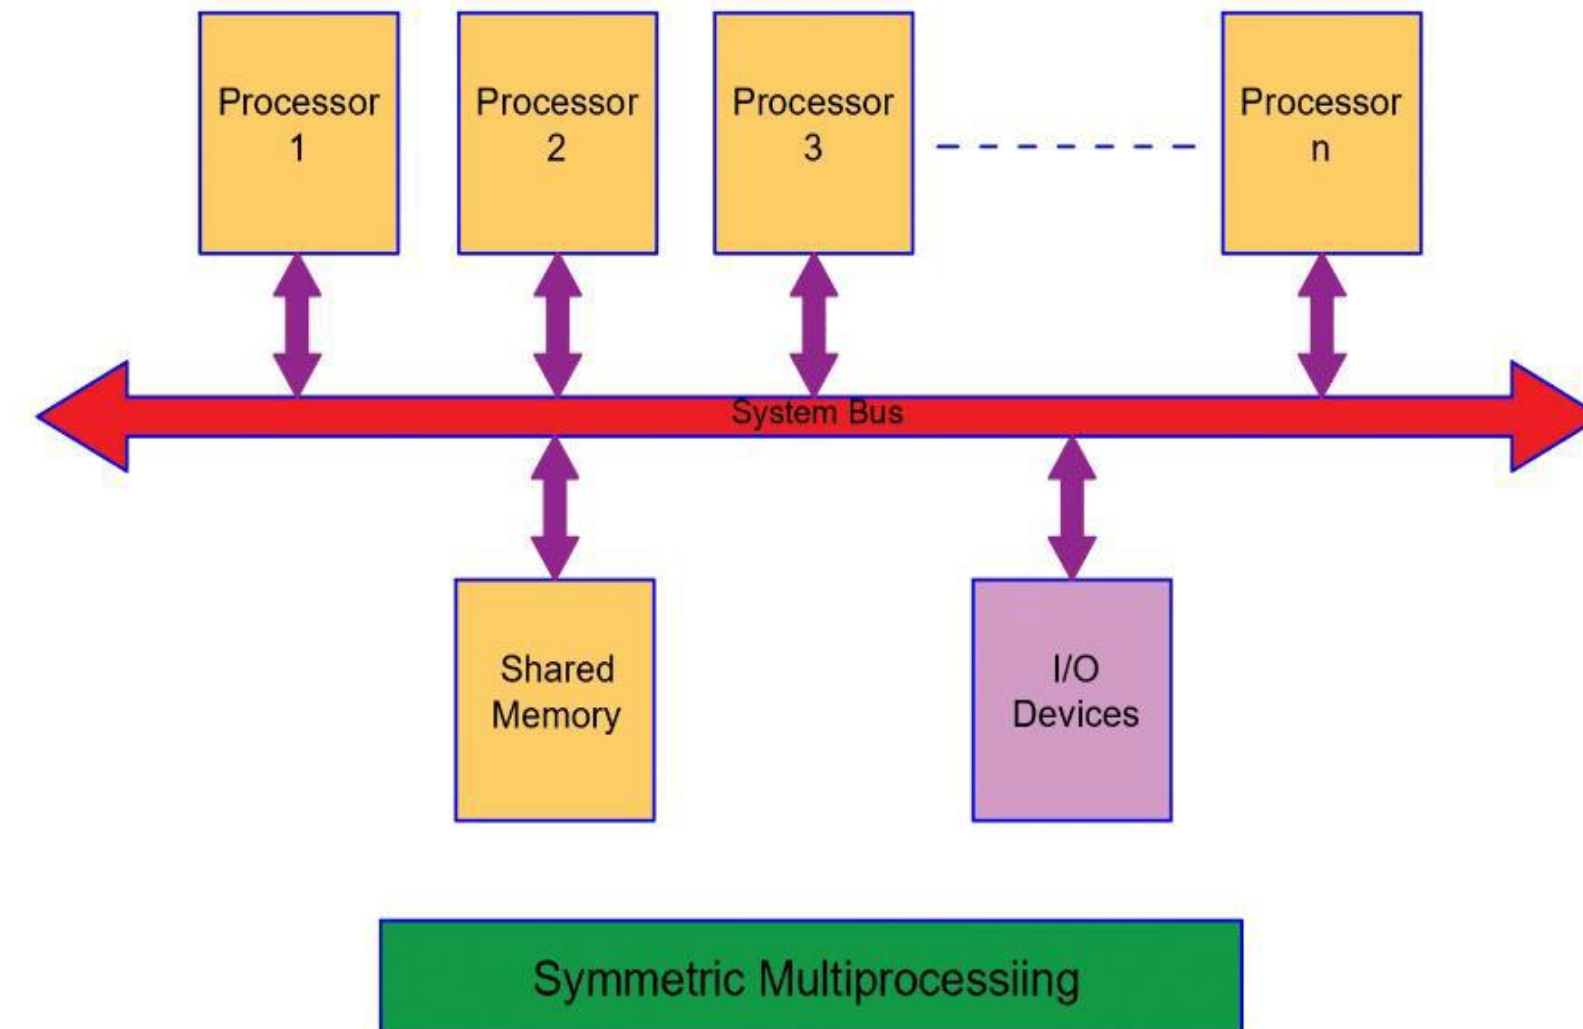 Processor
1
Processor
2
Processor
3
Processor
n
System Bus
Shared
Memory
I/O
Devices
Symmetric Multiprocessiing